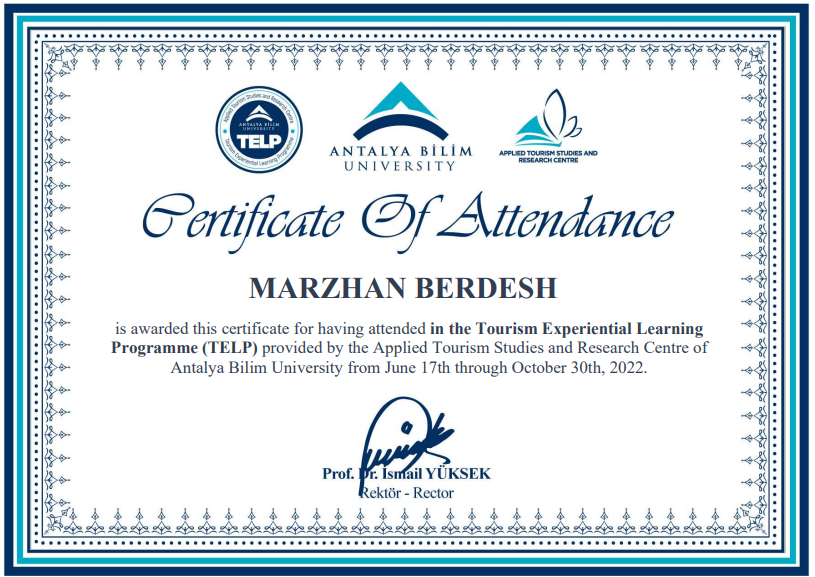 Applied Tourism Studies and Research Centre
ANTALYA BİLİM
UNIVERSITY
TELP
Tourism Experiential Learning Programme
ANTALYA BİLİM
UNIVERSITY
APPLIED TOURISM STUDIES AND
RESEARCH CENTRE
Certificate Of Attendance
MARZHAN BERDESH
is awarded this certificate for having attended in the Tourism Experiential Learning
Programme (TELP) provided by the Applied Tourism Studies and Research Centre of
Antalya Bilim University from June 17th through October 30th, 2022.
Prof. Dr. İsmail YÜKSEK
Rektör - Rector